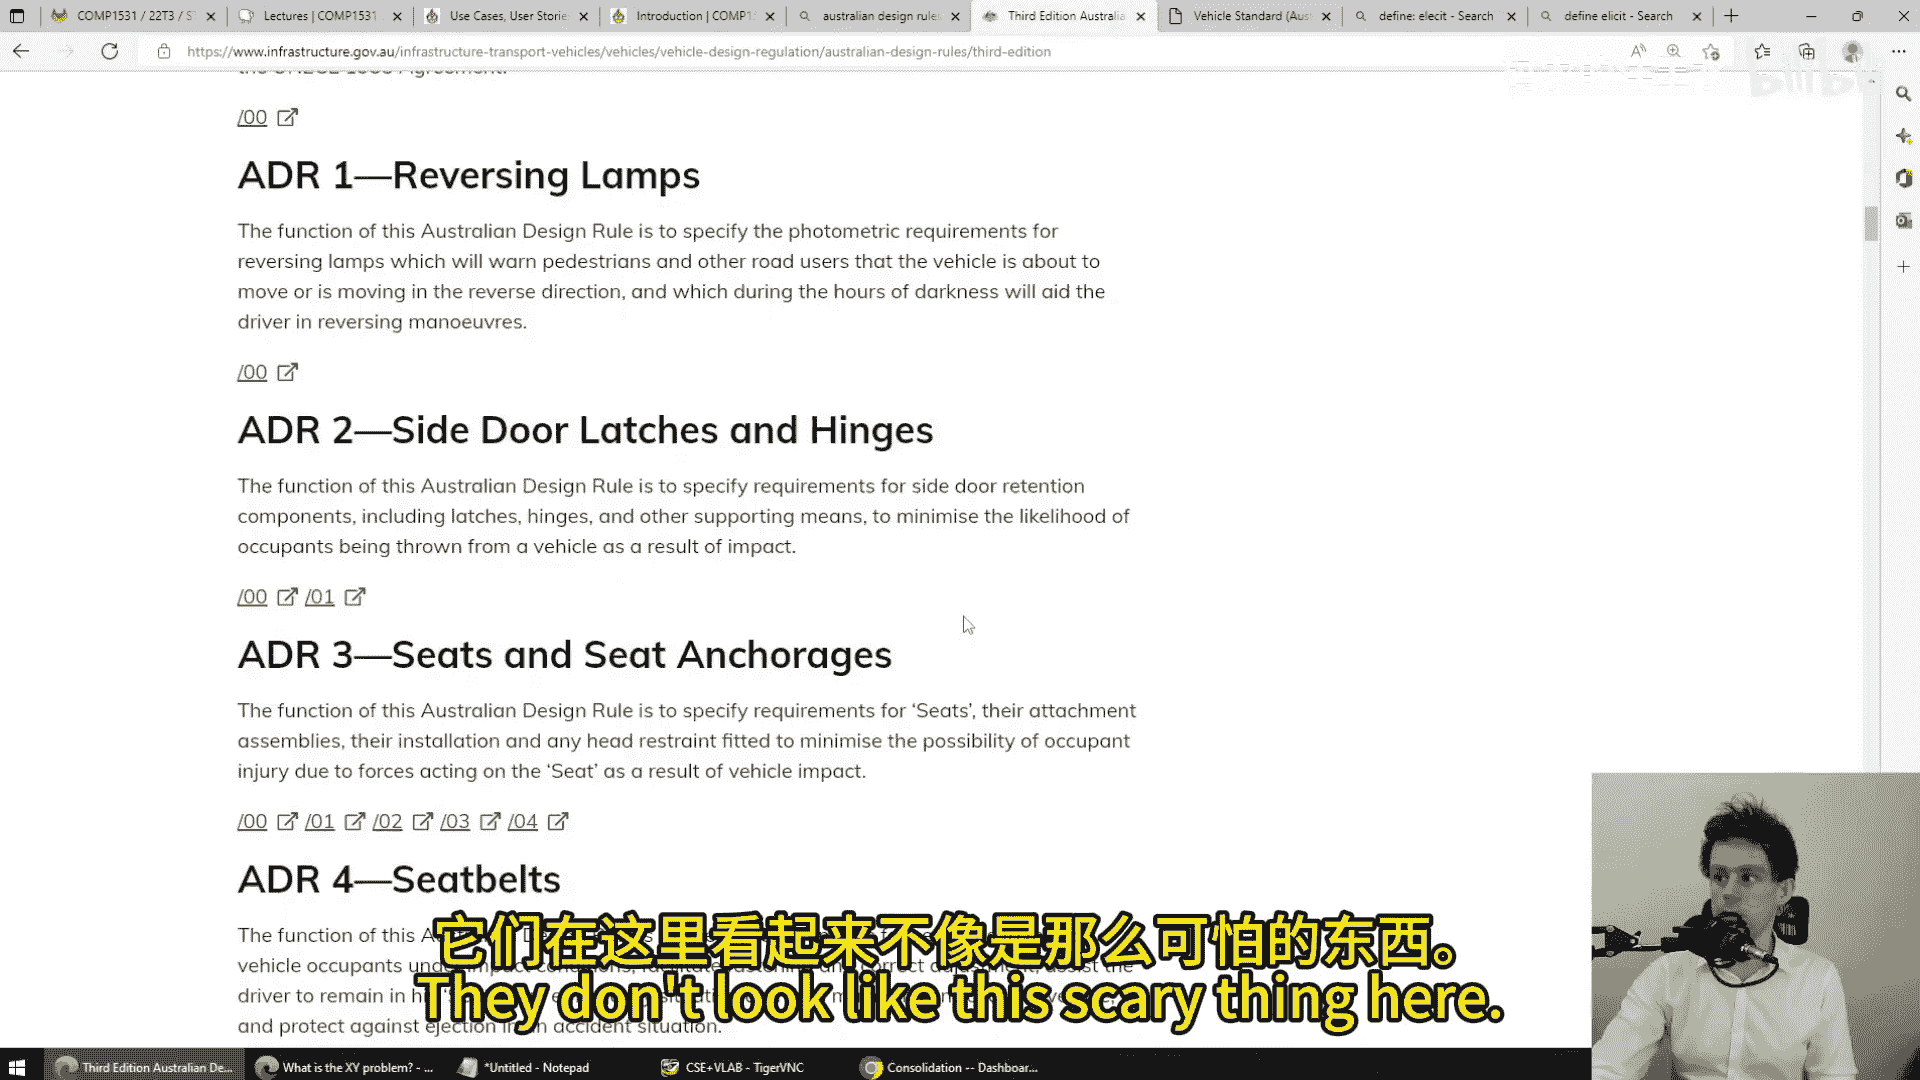 COMP1531 / 22T3 / S
Lectures | COMP1531
Use Cases, User Storie
Introduction | COMP1
australian design rules
Third Edition Australia
Vehicle Standard (Aus
define: elecit - Search
define elicit - Search
https://www.infrastructure.gov.au/infrastructure-transport-vehicles/vehicles/vehicle-design-regulation/australian-design-rules/third-edition
/00
ADR 1—Reversing Lamps
The function of this Australian Design Rule is to specify the photometric requirements for
reversing lamps which will warn pedestrians and other road users that the vehicle is about to
move or is moving in the reverse direction, and which during the hours of darkness will aid the
driver in reversing manoeuvres.
/00
ADR 2—Side Door Latches and Hinges
The function of this Australian Design Rule is to specify requirements for side door retention
components, including latches, hinges, and other supporting means, to minimise the likelihood of
occupants being thrown from a vehicle as a result of impact.
/00 /01
ADR 3—Seats and Seat Anchorages
The function of this Australian Design Rule is to specify requirements for ‘Seats’, their attachment
assemblies, their installation and any head restraint fitted to minimise the possibility of occupant
injury due to forces acting on the ‘Seat’ as a result of vehicle impact.
/00 /01 /02 /03 /04
ADR 4—Seatbelts
The function of this
vehicle occupants
driver to remain in
and protect against ejection in an accident situation.
它们在这里看起来不像是那么可怕的东西。
They don't look like this scary thing here.
Third Edition Australian De...
What is the XY problem? - ...
*Untitled - Notepad
CSE+VLAB - TigerVNC
Consolidation -- Dashboar...